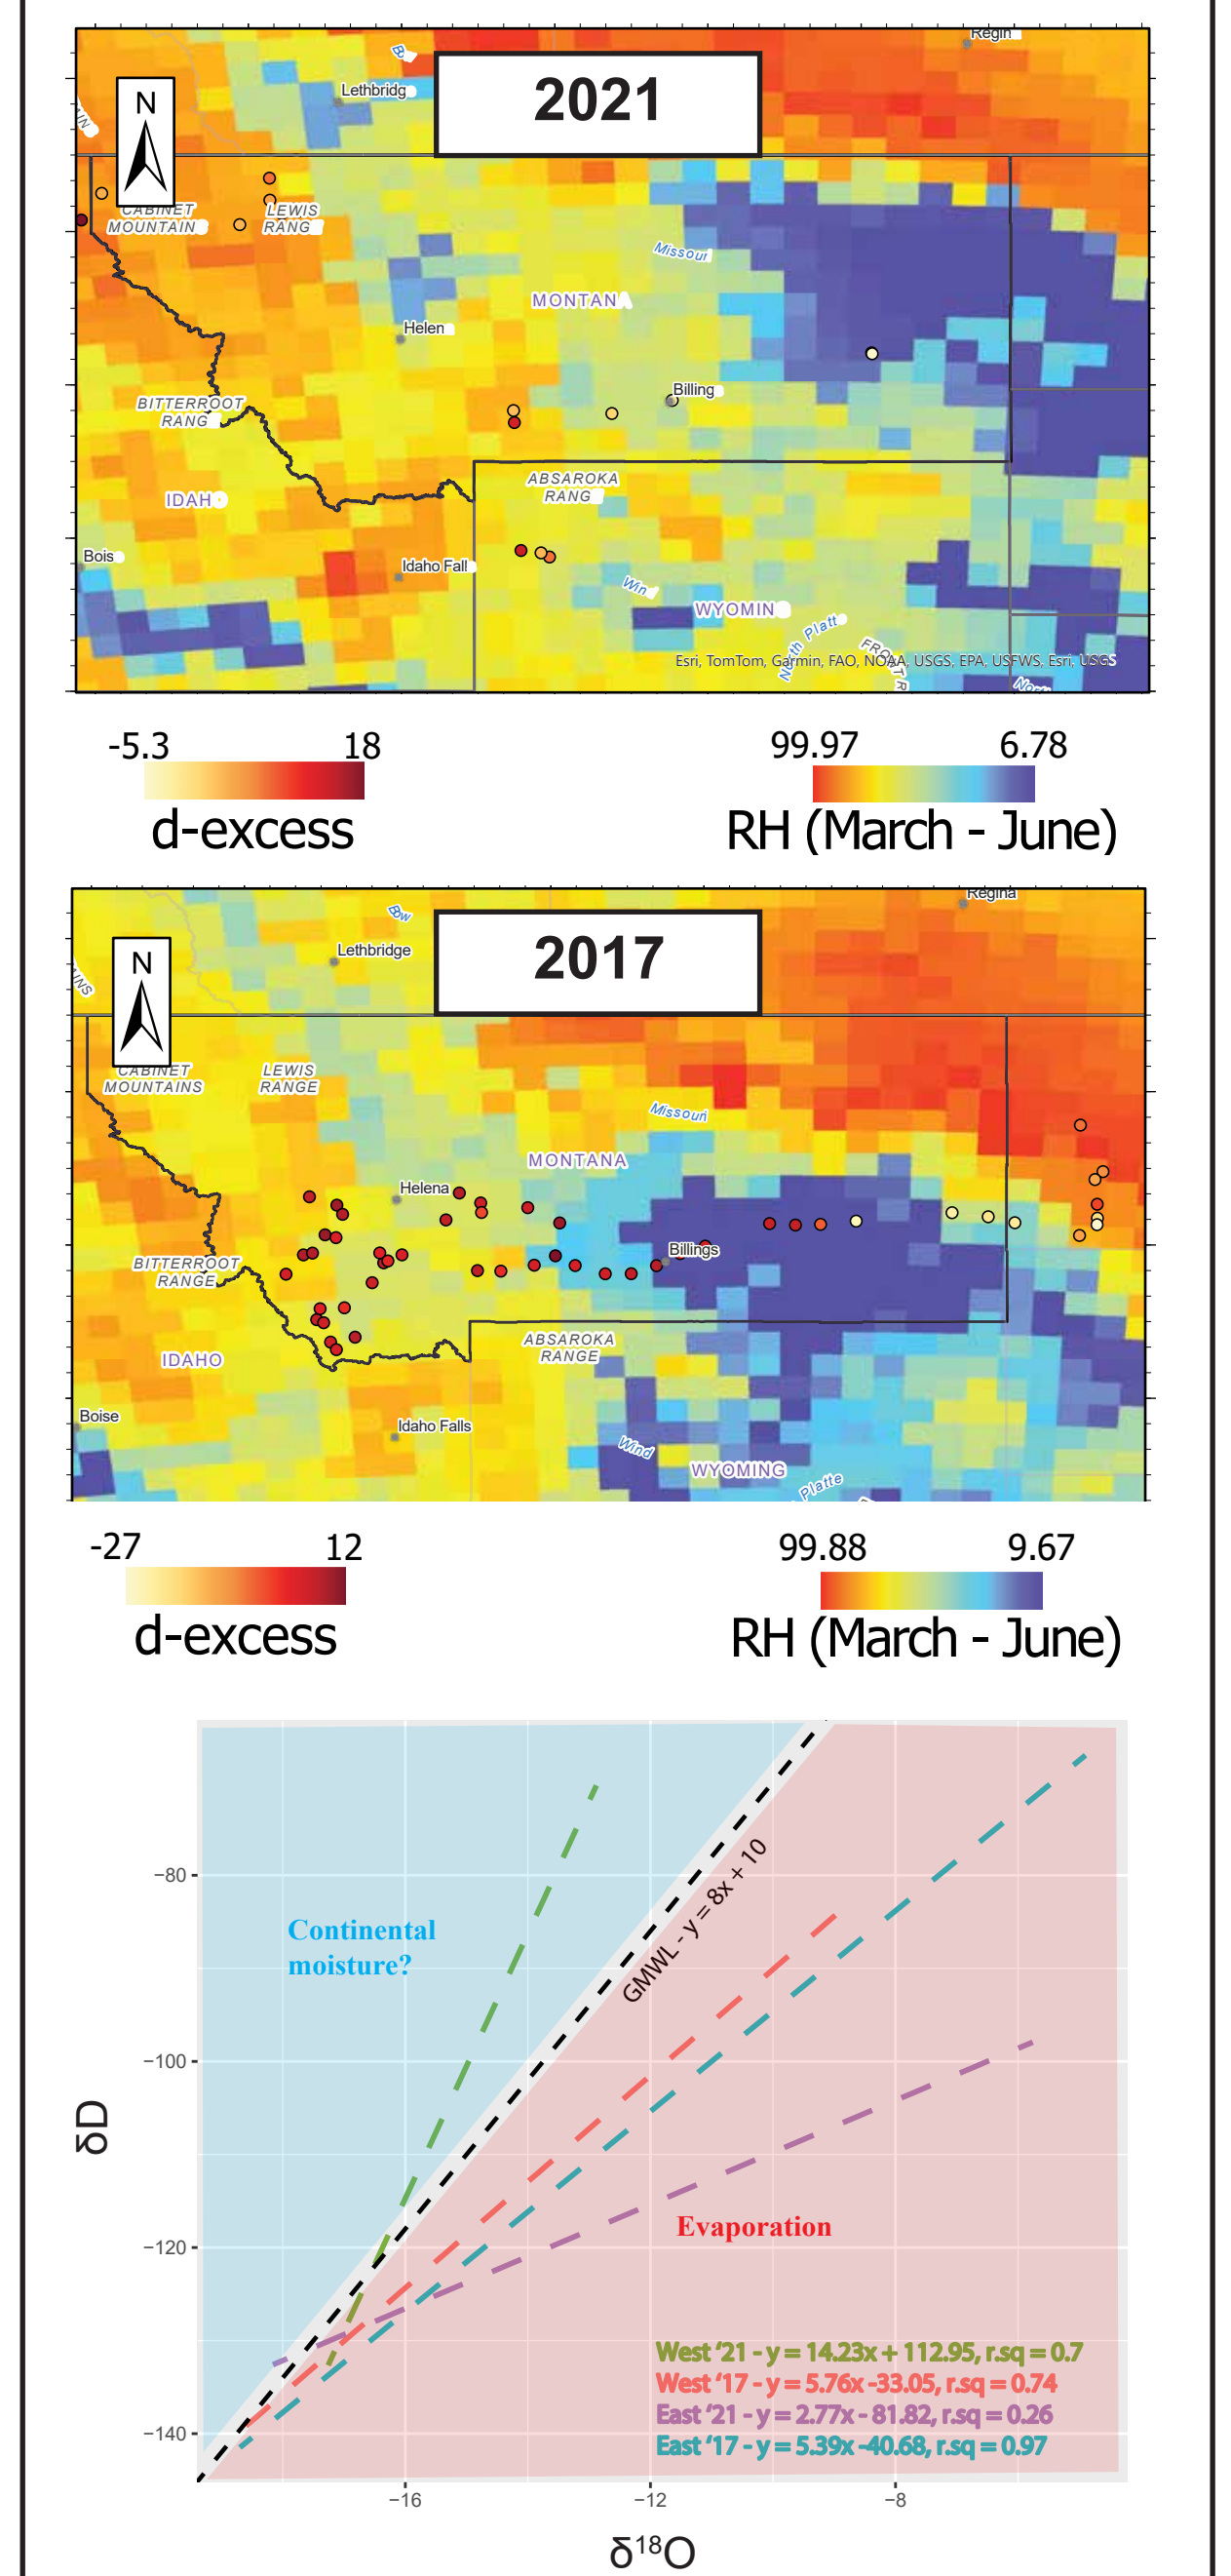 Regin
Lethbridg
2021
N
CABINET
MOUNTAIN
LEWIS
RANG
Missour
MONTAN
Helen
Billing
BITTERROOT
RANG
ABSAROKA
RANG
IDAH
Bois
Idaho Fall
Win
WYOMIN
North Platt
FRONT R
Esri, TomTom, Garmin, FAO, NOAA, USGS, EPA, USFWS, Esri, USGS
-5.3 18
d-excess
99.97 6.78
RH (March - June)
Regina
Bow
Lethbridge
2017
N
AINS
CABINET
MOUNTAINS
LEWIS
RANGE
Missouri
MONTANA
Helena
Billings
BITTERROOT
RANGE
ABSAROKA
RANGE
IDAHO
Boise
Idaho Falls
Wind
WYOMING
Platte
-27 12
d-excess
99.88 9.67
RH (March - June)
Continental
moisture?
GMWL - y = 8x + 10
Evaporation
West ‘21 - y = 14.23x + 112.95, r.sq = 0.7
West ‘17 - y = 5.76x -33.05, r.sq = 0.74
East ‘21 - y = 2.77x - 81.82, r.sq = 0.26
East ‘17 - y = 5.39x -40.68, r.sq = 0.97
−80
−100
−120
−140
δD
−16 −12 −8
δ¹⁸O